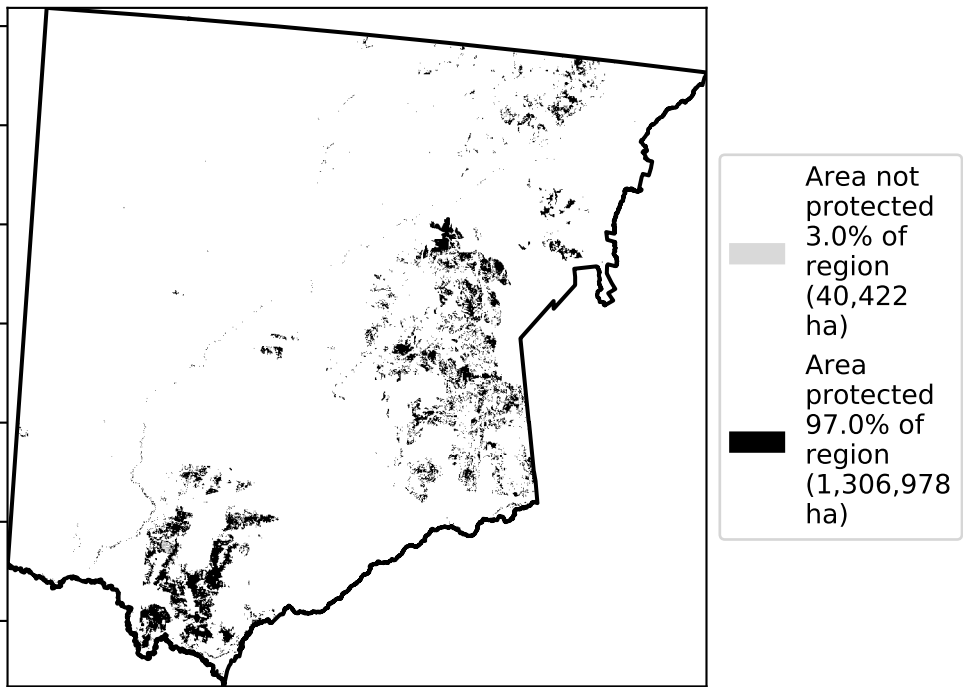 Area not
protected
3.0% of
region
(40,422
ha)
Area
protected
97.0% of
region
(1,306,978
ha)